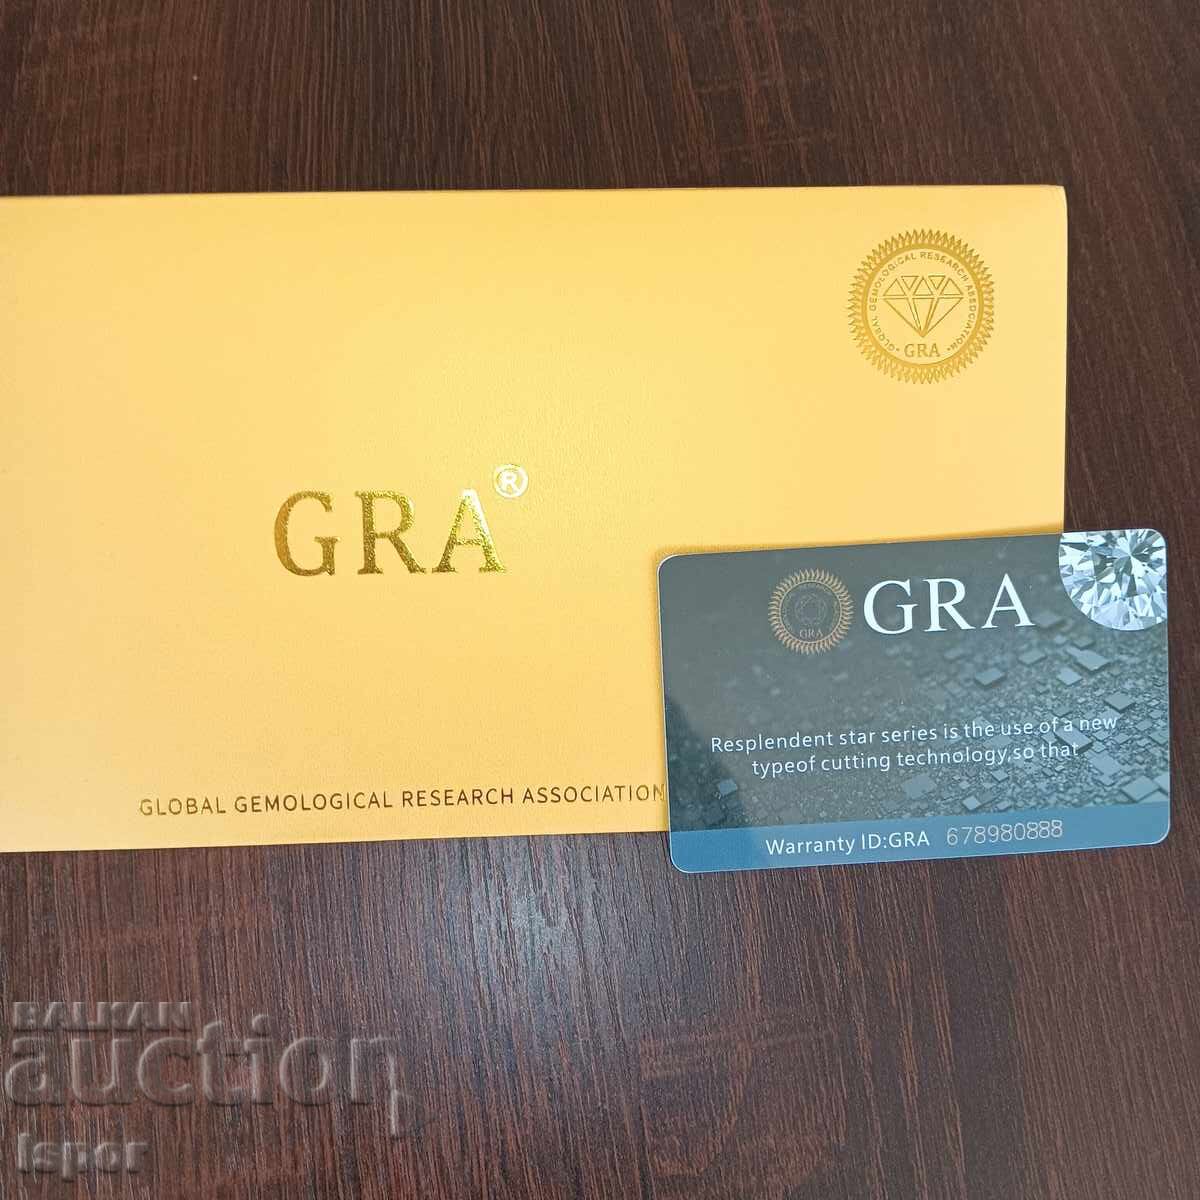 GLOBAL GEMOLOGICAL RESEARCH ASSOCIATION
GRA
GRA®
GLOBAL GEMOLOGICAL RESEARCH ASSOCIATION
GRA
GRA
Resplendent star series is the use of a new
typeof cutting technology,so that
Warranty ID:GRA 678980888
BALKAN
auction
Ispor